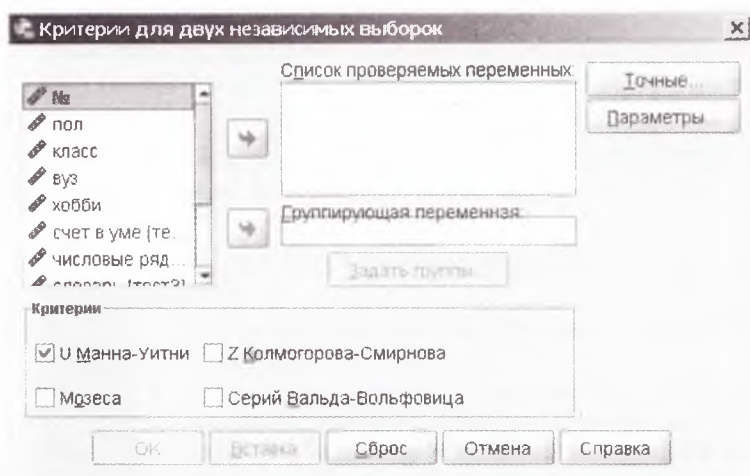 Критерии для двух независимых выборок
Список проверяемых переменных:
№
пол
класс
вуз
хобби
счет в уме (те...
числовые ряд...
словарь (тест3)
Точные...
Параметры
Группирующая переменная:
Задать группы...
Критерии
U Манна-Уитни
Z Колмогорова-Смирнова
Мозеса
Серий Вальда-Вольфовица
OK
Вставка
Сброс
Отмена
Справка